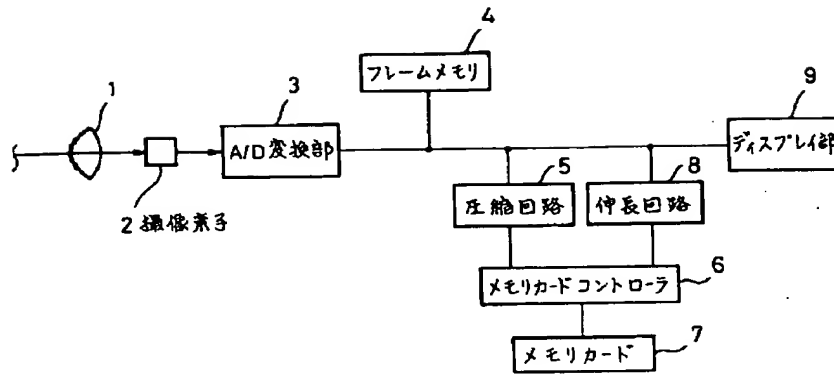 4
フレームメモリ
1
3
9
A/D変換部
ディスプレイ部
2 撮像素子
5
8
圧縮回路
伸長回路
6
メモリカードコントローラ
7
メモリカード